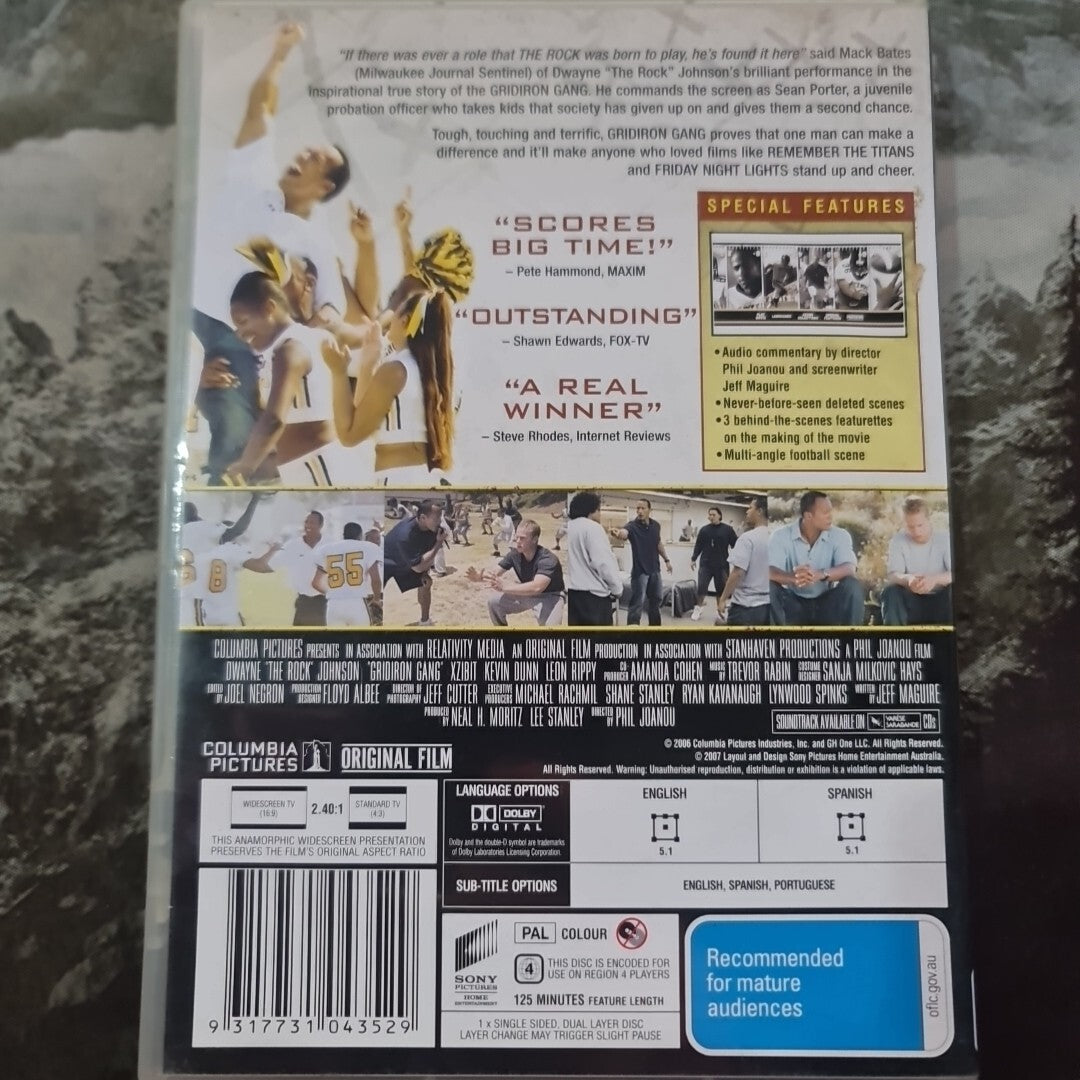 "If there was ever a role that THE ROCK was born to play, he's found it here" said Mack Bates
(Milwaukee Journal Sentinel) of Dwayne "The Rock" Johnson's brilliant performance in the
inspirational true story of the GRIDIRON GANG. He commands the screen as Sean Porter, a juvenile
probation officer who takes kids that society has given up on and gives them a second chance.
Tough, touching and terrific, GRIDIRON GANG proves that one man can make a
difference and it'll make anyone who loved films like REMEMBER THE TITANS
and FRIDAY NIGHT LIGHTS stand up and cheer.
"SCORES
BIG TIME!"
– Pete Hammond, MAXIM
"OUTSTANDING"
– Shawn Edwards, FOX-TV
"A REAL
WINNER"
– Steve Rhodes, Internet Reviews
SPECIAL FEATURES
• Audio commentary by director
Phil Joanou and screenwriter
Jeff Maguire
• Never-before-seen deleted scenes
• 3 behind-the-scenes featurettes
on the making of the movie
• Multi-angle football scene
8
55
COLUMBIA PICTURES PRESENTS IN ASSOCIATION WITH RELATIVITY MEDIA AN ORIGINAL FILM PRODUCTION IN ASSOCIATION WITH STANHAVEN PRODUCTIONS A PHIL JOANOU FILM
DWAYNE 'THE ROCK' JOHNSON 'GRIDIRON GANG' XZIBIT KEVIN DUNN LEON RIPPY CO-PRODUCER AMANDA COHEN MUSIC BY TREVOR RABIN COSTUME DESIGNER SANJA MILKOVIC HAYS
EDITED BY JOEL NEGRON PRODUCTION DESIGNER FLOYD ALBEE DIRECTOR OF PHOTOGRAPHY JEFF CUTTER EXECUTIVE PRODUCERS MICHAEL RACHMIL SHANE STANLEY RYAN KAVANAUGH LYNWOOD SPINKS WRITTEN BY JEFF MAGUIRE
PRODUCED BY NEAL H. MORITZ LEE STANLEY DIRECTED BY PHIL JOANOU
SOUNDTRACK AVAILABLE ON VARESE SARABANDE CDs
© 2006 Columbia Pictures Industries, Inc. and GH One LLC. All Rights Reserved.
© 2007 Layout and Design Sony Pictures Home Entertainment Australia.
All Rights Reserved. Warning: Unauthorised reproduction, distribution or exhibition is a violation of applicable laws.
COLUMBIA
PICTURES
ORIGINAL FILM
WIDESCREEN TV
(16:9)
2.40:1
STANDARD TV
(4:3)
THIS ANAMORPHIC WIDESCREEN PRESENTATION
PRESERVES THE FILM'S ORIGINAL ASPECT RATIO
LANGUAGE OPTIONS
DOLBY
DIGITAL
Dolby and the double-D symbol are trademarks
of Dolby Laboratories Licensing Corporation.
ENGLISH
5.1
SPANISH
5.1
SUB-TITLE OPTIONS
ENGLISH, SPANISH, PORTUGUESE
9 317731 043529
SONY
PICTURES
HOME
ENTERTAINMENT
PAL COLOUR
4
THIS DISC IS ENCODED FOR
USE ON REGION 4 PLAYERS
125 MINUTES FEATURE LENGTH
1 x SINGLE SIDED, DUAL LAYER DISC
LAYER CHANGE MAY TRIGGER SLIGHT PAUSE
Recommended
for mature
audiences
oflc.gov.au